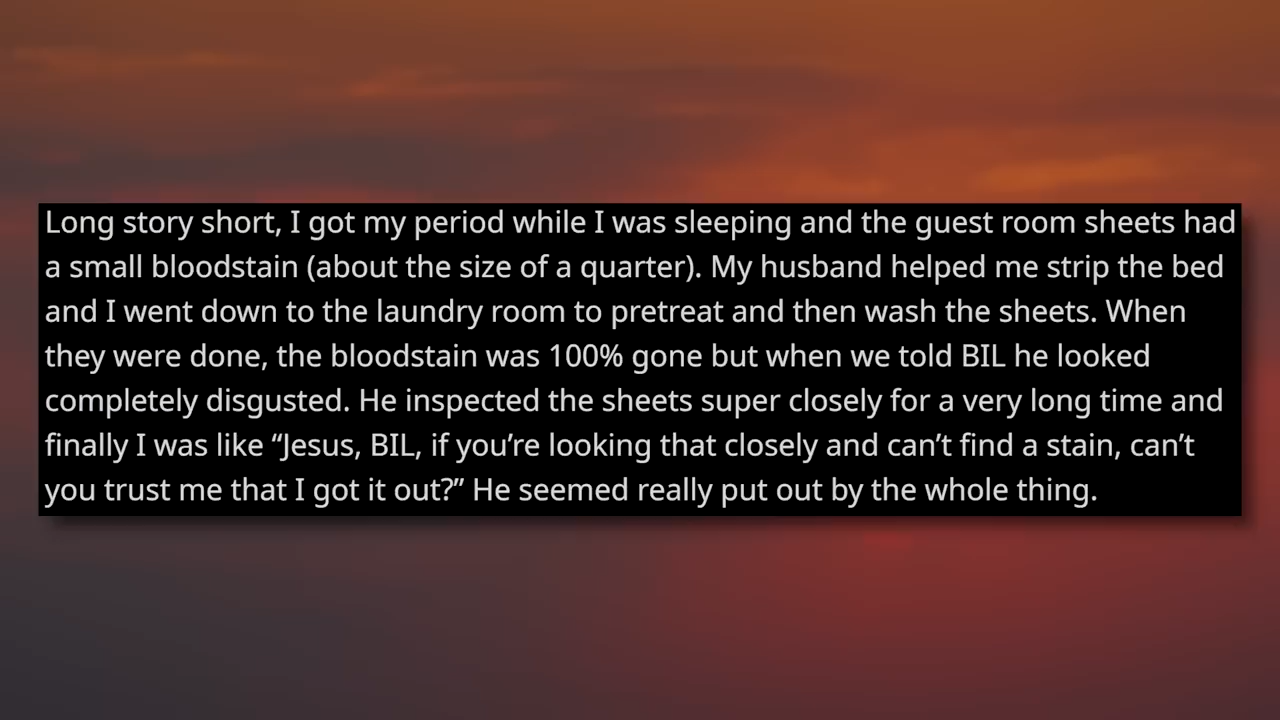 Long story short, I got my period while I was sleeping and the guest room sheets had
a small bloodstain (about the size of a quarter). My husband helped me strip the bed
and I went down to the laundry room to pretreat and then wash the sheets. When
they were done, the bloodstain was 100% gone but when we told BIL he looked
completely disgusted. He inspected the sheets super closely for a very long time and
finally I was like “Jesus, BIL, if you’re looking that closely and can’t find a stain, can’t
you trust me that I got it out?” He seemed really put out by the whole thing.